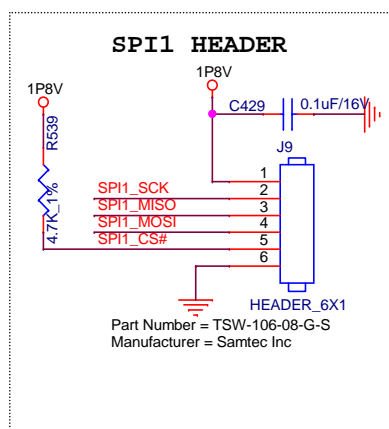 SPI1 HEADER
1P8V
1P8V
R539
4.7K_1%
C429
0.1uF/16V
J9
1
SPI1_SCK
2
SPI1_MISO
3
SPI1_MOSI
4
SPI1_CS#
5
6
HEADER_6X1
Part Number = TSW-106-08-G-S
Manufacturer = Samtec Inc